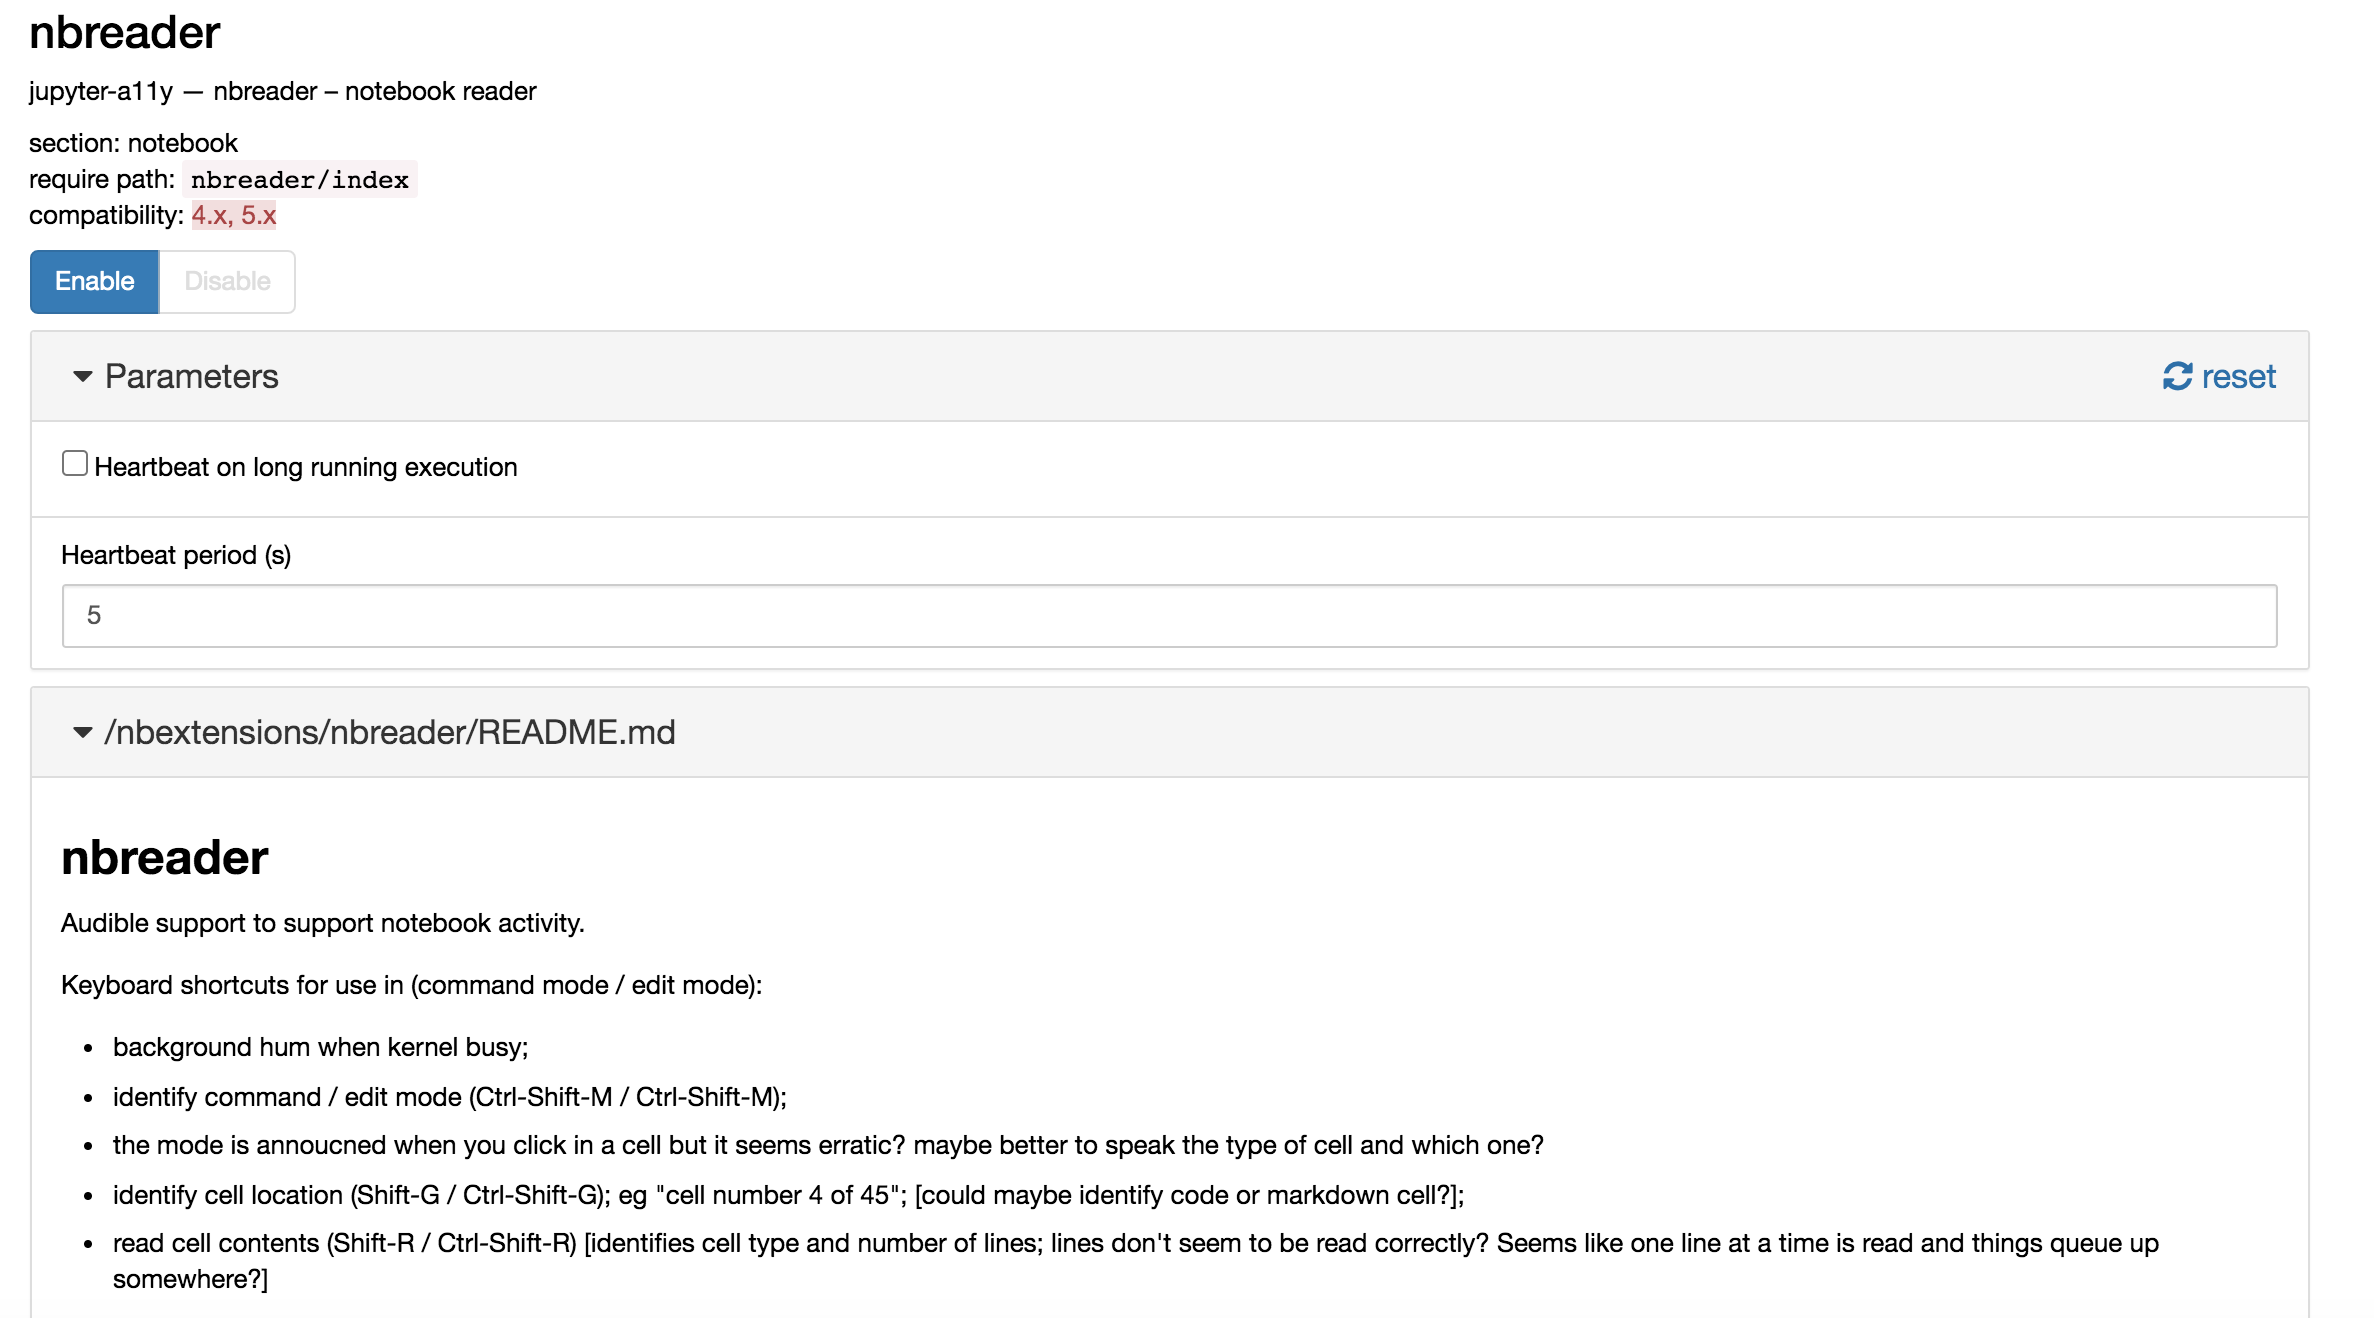 nbreader
jupyter-a11y — nbreader – notebook reader
section: notebook
require path: nbreader/index
compatibility: 4.x, 5.x
Enable Disable
Parameters reset
Heartbeat on long running execution
Heartbeat period (s)
5
/nbextensions/nbreader/README.md
nbreader
Audible support to support notebook activity.
Keyboard shortcuts for use in (command mode / edit mode):
• background hum when kernel busy;
• identify command / edit mode (Ctrl-Shift-M / Ctrl-Shift-M);
• the mode is annoucned when you click in a cell but it seems erratic? maybe better to speak the type of cell and which one?
• identify cell location (Shift-G / Ctrl-Shift-G); eg "cell number 4 of 45"; [could maybe identify code or markdown cell?];
• read cell contents (Shift-R / Ctrl-Shift-R) [identifies cell type and number of lines; lines don't seem to be read correctly? Seems like one line at a time is read and things queue up
somewhere?]